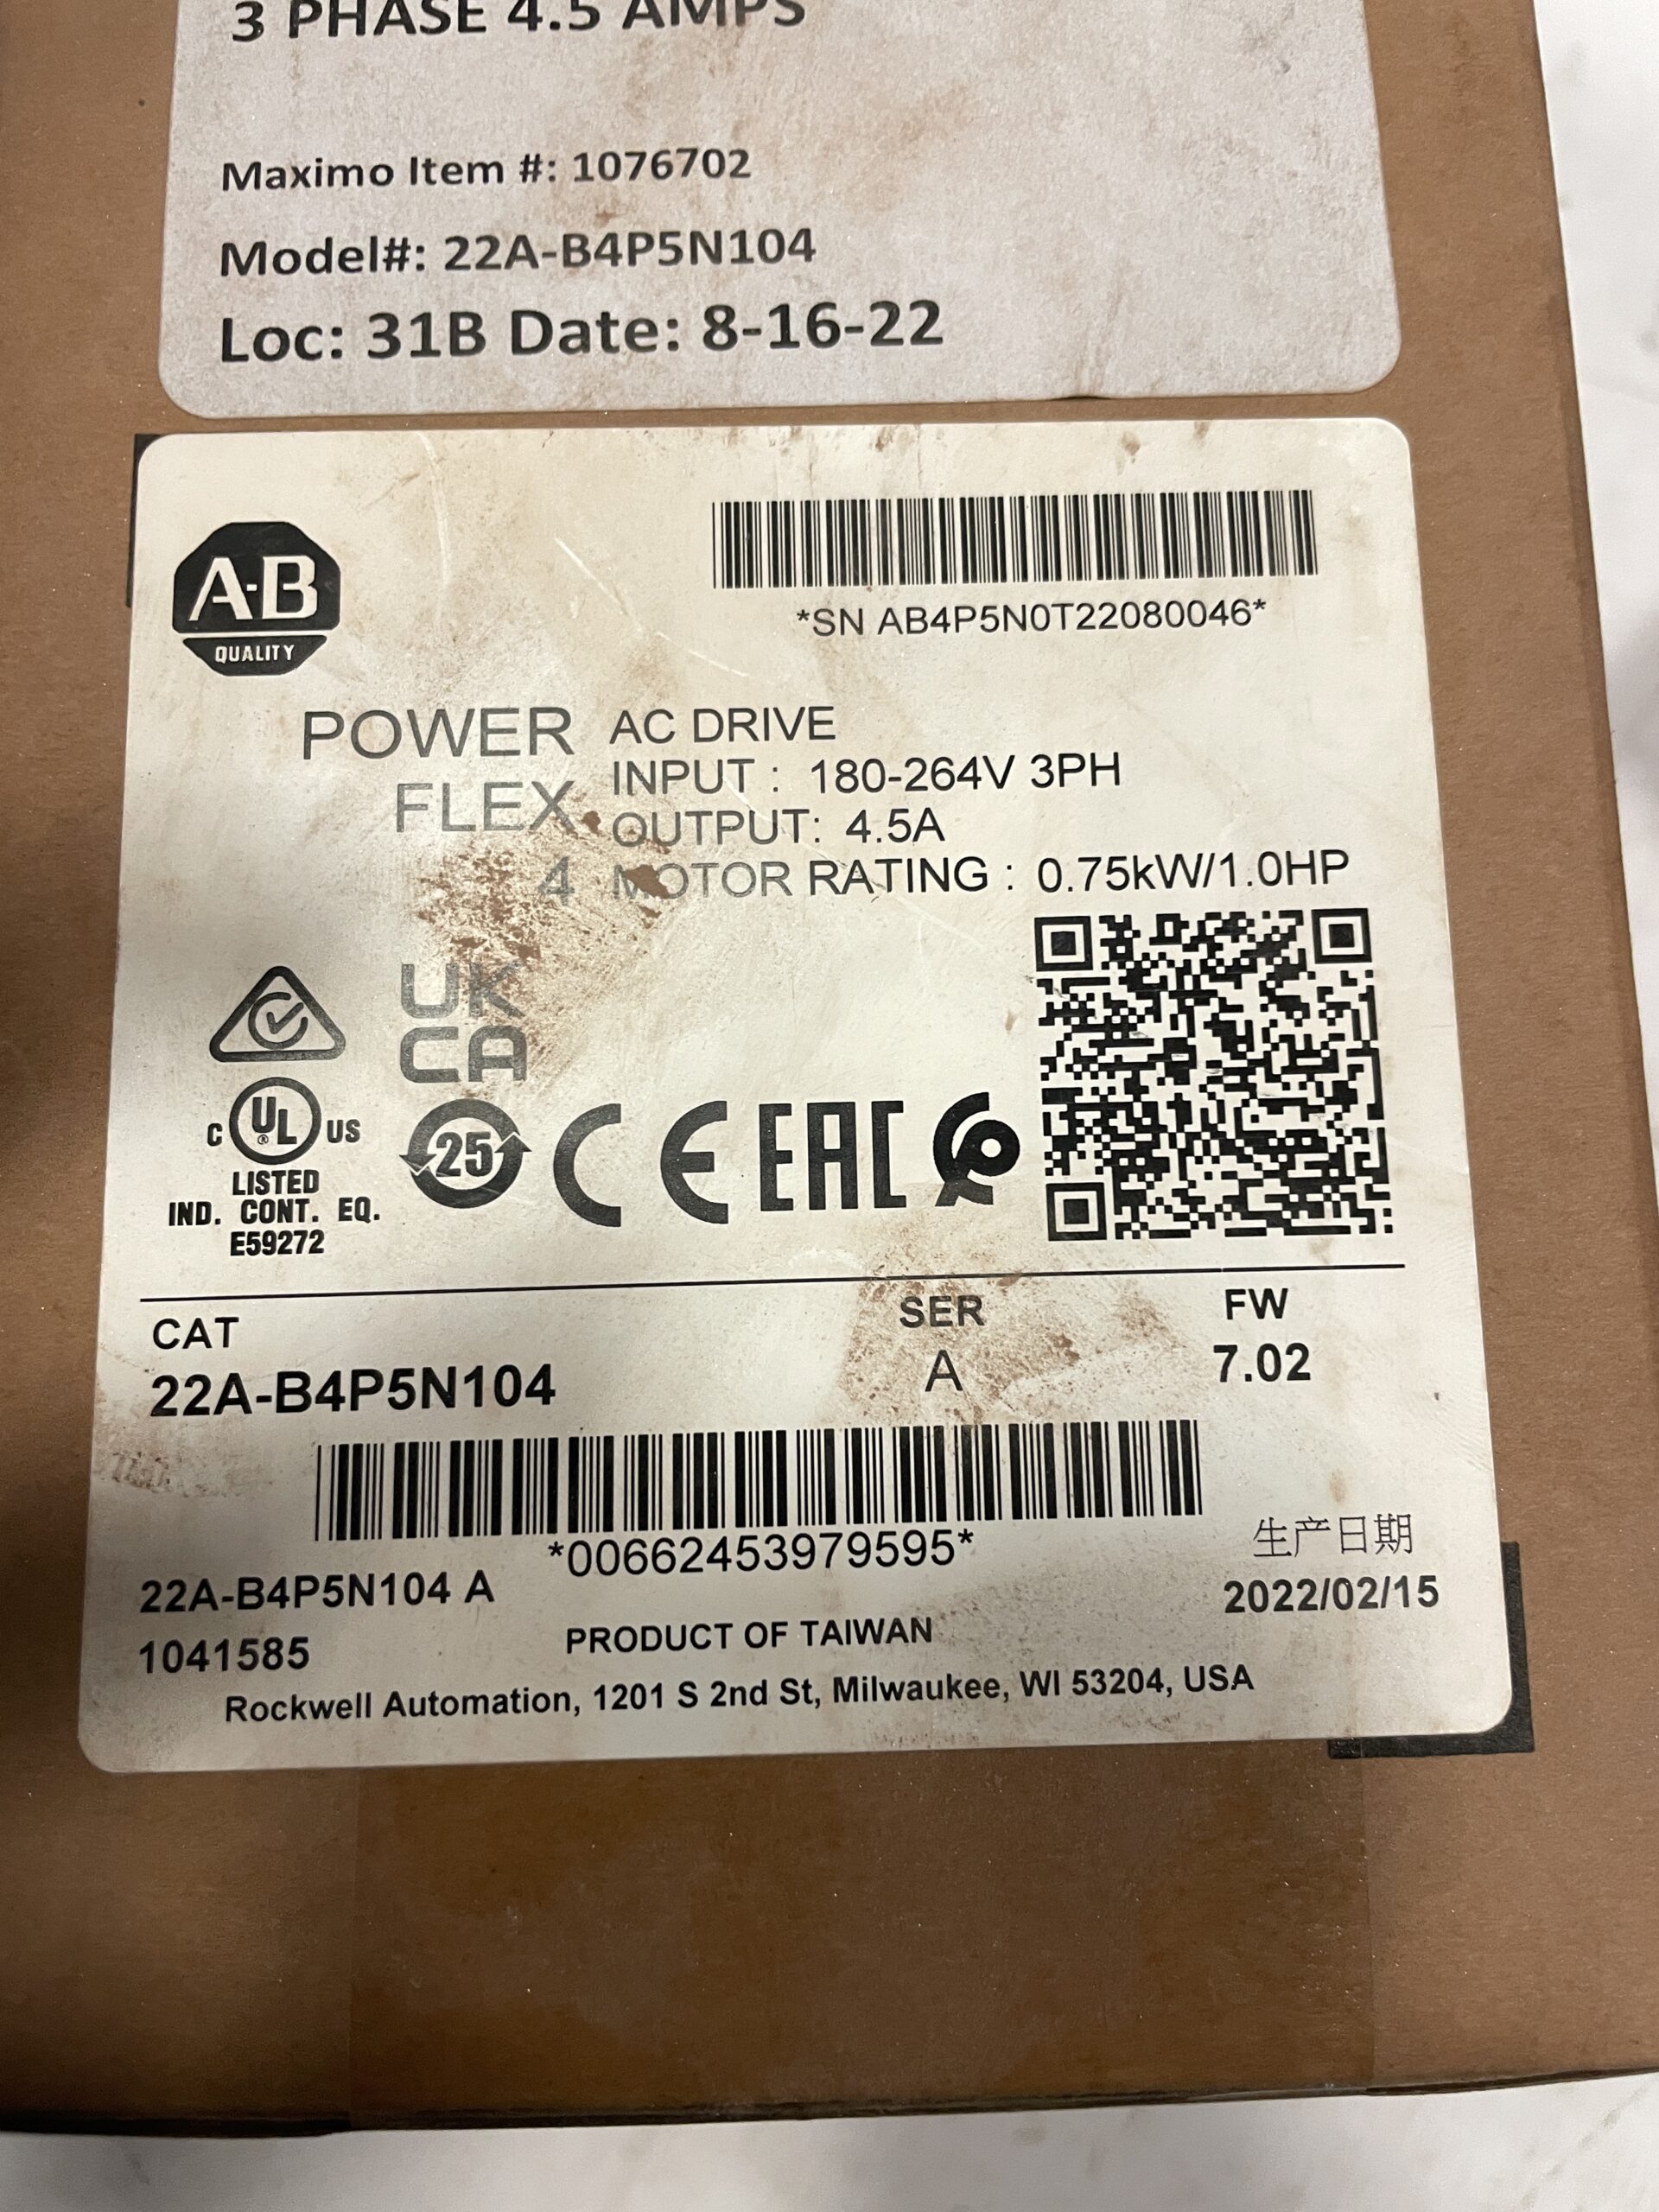 3 PHASE 4.5 AMPS
Maximo Item #: 1076702
Model#: 22A-B4P5N104
Loc: 31B Date: 8-16-22
A-B
QUALITY
*SN AB4P5N0T22080046*
POWER
FLEX
4
AC DRIVE
INPUT : 180-264V 3PH
OUTPUT: 4.5A
MOTOR RATING : 0.75kW/1.0HP
UK
CA
C UL ® US
LISTED
IND. CONT. EQ.
E59272
25
CE
EAC
CAT
22A-B4P5N104
SER
A
FW
7.02
*00662453979595*
22A-B4P5N104 A
1041585
生产日期
2022/02/15
PRODUCT OF TAIWAN
Rockwell Automation, 1201 S 2nd St, Milwaukee, WI 53204, USA